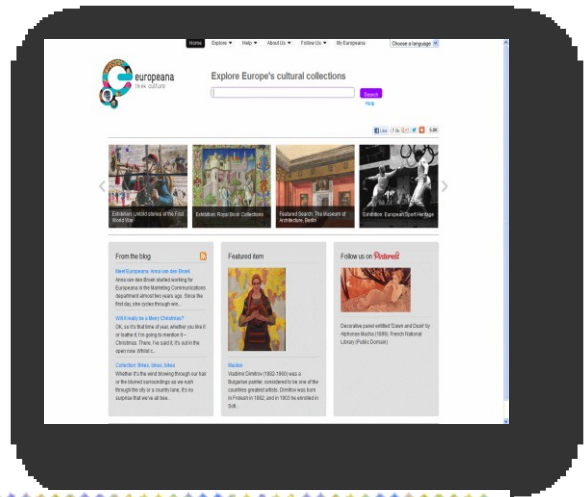 Home Explore Help About Us Follow Us My Europeana Choose a language
europeana
think culture
Explore Europe's cultural collections
Search
Help
Like
Exhibition: Untold stories of the First
World War
Exhibition: Royal Book Collections
Featured Search: The Museum of
Architecture, Berlin
Exhibition: European Sport Heritage
From the blog
Meet Europeana: Anna van den Broek
Anna van den Broek started working for
Europeana in the Marketing Communications
department almost two years ago. Since the
first day, she cycles through win...
Will it really be a Merry Christmas?
OK, so it's that time of year, whether you like it
or loathe it, I'm going to mention it –
Christmas. There, I've said it, it's out in the
open now. Whilst c...
Collection: Bikes, bikes, bikes
Whether it's the wind blowing through our hair
or the blurred surroundings as we rush
through the city or a country lane, it's no
surprise that we've all bee...
Featured item
Maiden
Vladimir Dimitrov (1882-1960) was a
Bulgarian painter, considered to be one of the
countries greatest artists. Dimitrov was born
in Frolosh in 1882, and in 1903 he enrolled in
Sofi...
Follow us on Pinterest
Decorative panel entitled 'Dawn and Dusk' by
Alphonse Mucha (1899). French National
Library (Public Domain)